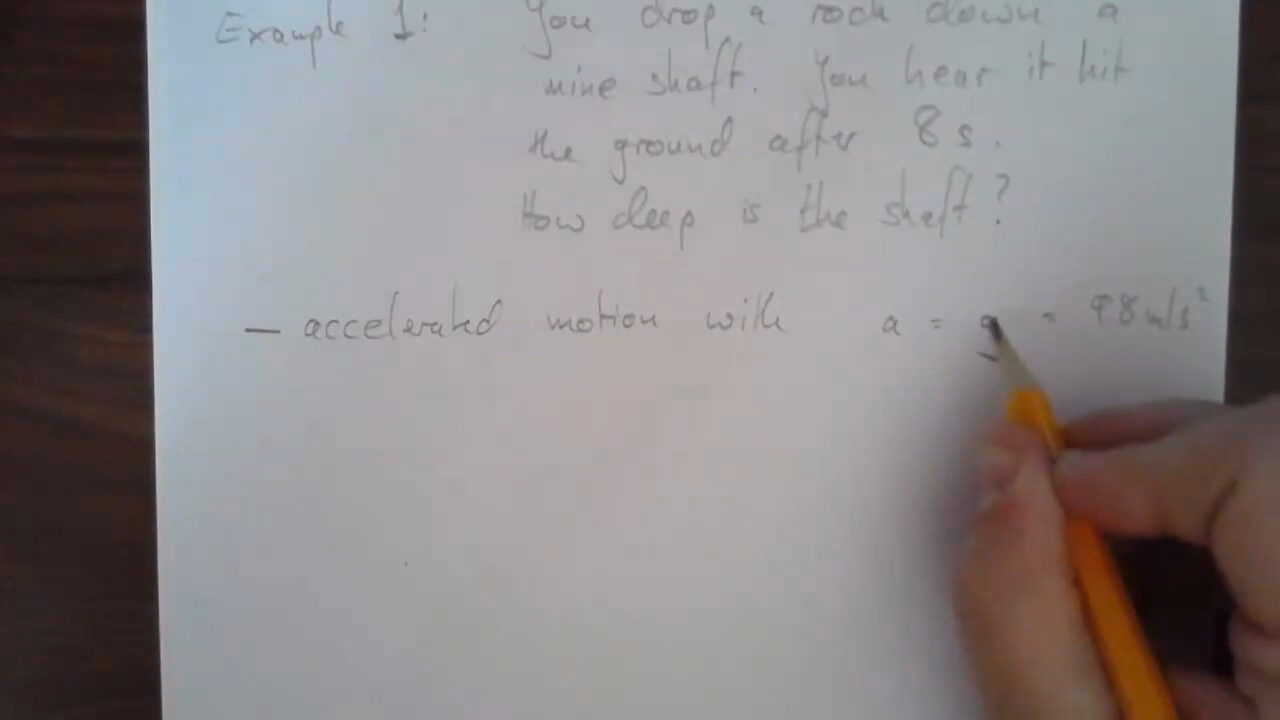 Example 1: You drop a rock down a
mine shaft. You hear it hit
the ground after 8 s.
How deep is the shaft?
— accelerated motion with a = g = 9.8 m/s²